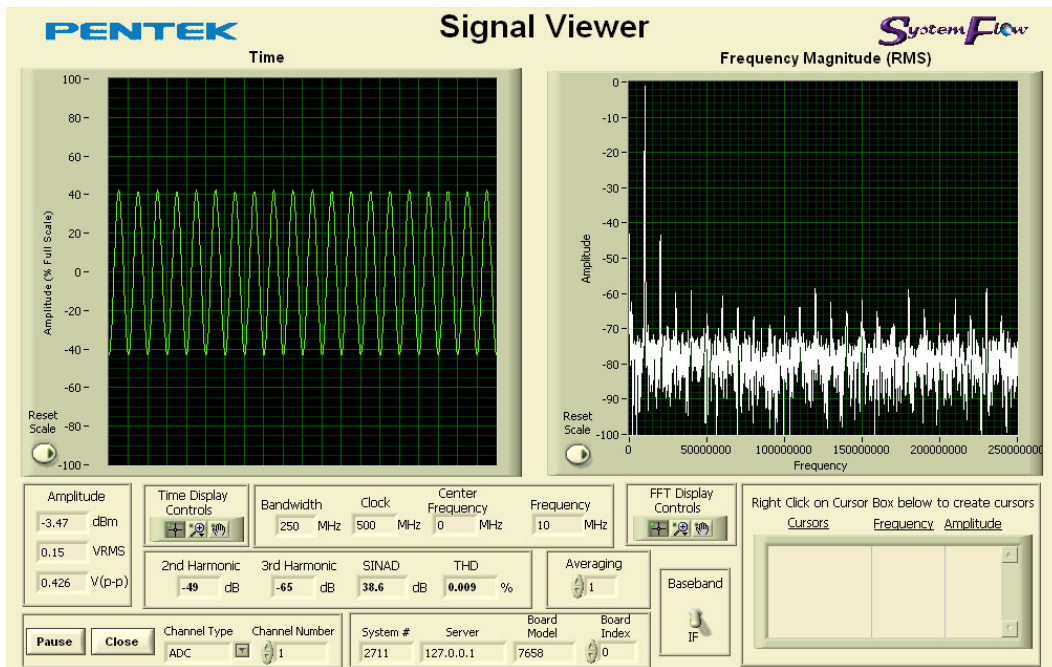 PENTEK
Signal Viewer
SystemFlow
Time
Frequency Magnitude (RMS)
Amplitude (% Full Scale)
100
80
60
40
20
0
-20
-40
-60
-80
-100
Reset
Scale
Amplitude
0
-10
-20
-30
-40
-50
-60
-70
-80
-90
-100
Reset
Scale
0 50000000 100000000 150000000 200000000 250000000
Frequency
Amplitude
-3.47 dBm
0.15 VRMS
0.426 V(p-p)
Time Display
Controls
Bandwidth
250 MHz
Clock
500 MHz
Center
Frequency
0 MHz
Frequency
10 MHz
FFT Display
Controls
Right Click on Cursor Box below to create cursors
Cursors Frequency Amplitude
2nd Harmonic
-49 dB
3rd Harmonic
-65 dB
SINAD
38.6 dB
THD
0.009 %
Averaging
1
Baseband
IF
Pause
Close
Channel Type
ADC
Channel Number
1
System #
2711
Server
127.0.0.1
Board
Model
7658
Board
Index
0